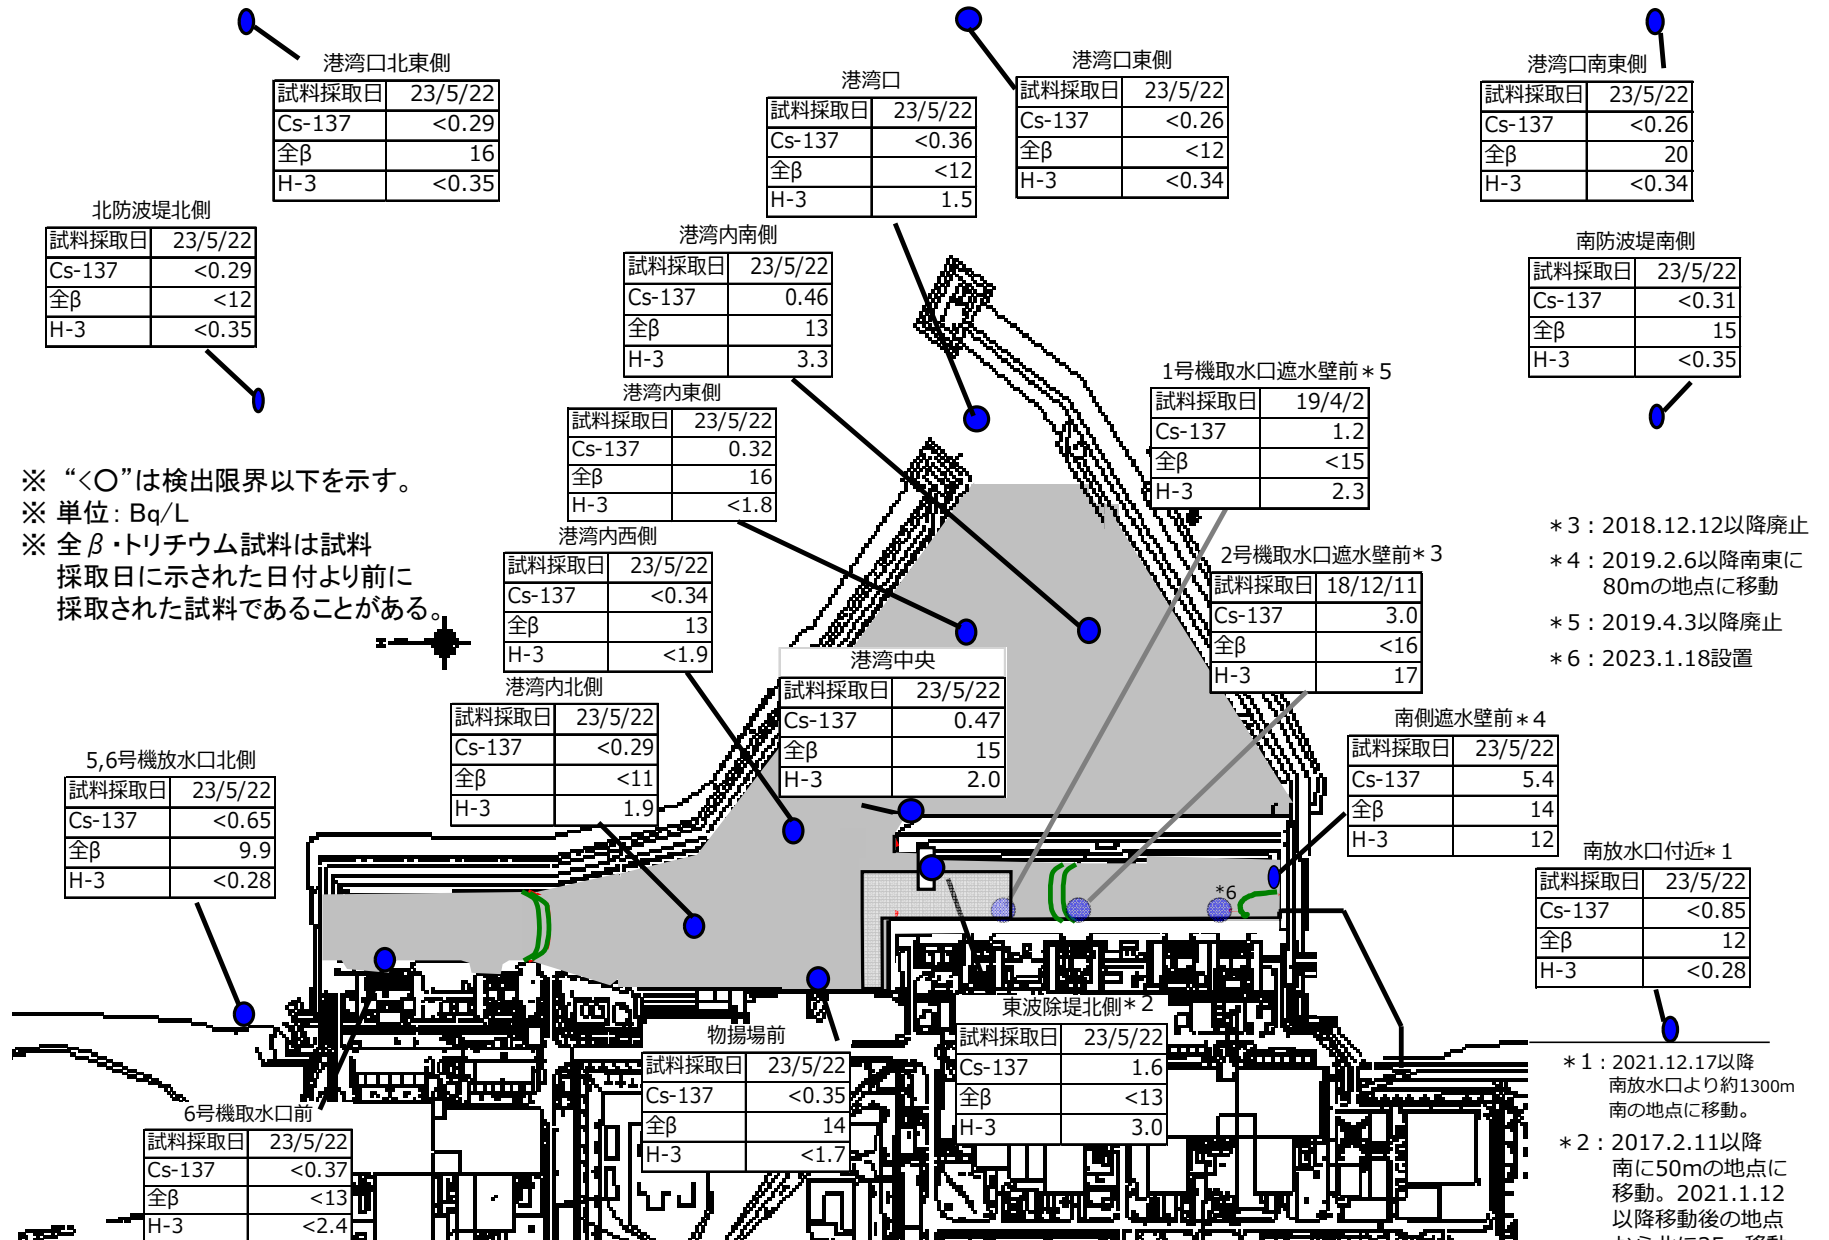 港湾口北東側
試料採取日 23/5/22
Cs-137 <0.29
全β 16
H-3 <0.35
港湾口東側
試料採取日 23/5/22
Cs-137 <0.26
全β <12
H-3 <0.34
港湾口南東側
試料採取日 23/5/22
Cs-137 <0.26
全β 20
H-3 <0.34
港湾口
試料採取日 23/5/22
Cs-137 <0.36
全β <12
H-3 1.5
北防波堤北側
試料採取日 23/5/22
Cs-137 <0.29
全β <12
H-3 <0.35
港湾内南側
試料採取日 23/5/22
Cs-137 0.46
全β 13
H-3 3.3
南防波堤南側
試料採取日 23/5/22
Cs-137 <0.31
全β 15
H-3 <0.35
港湾内東側
試料採取日 23/5/22
Cs-137 0.32
全β 16
H-3 <1.8
1号機取水口遮水壁前*5
試料採取日 19/4/2
Cs-137 1.2
全β <15
H-3 2.3
※ “<〇”は検出限界以下を示す。
※ 単位: Bq/L
※ 全β・トリチウム試料は試料
採取日に示された日付より前に
採取された試料であることがある。
港湾内西側
試料採取日 23/5/22
Cs-137 <0.34
全β 13
H-3 <1.9
2号機取水口遮水壁前*3
試料採取日 18/12/11
Cs-137 3.0
全β <16
H-3 17
*3:2018.12.12以降廃止
*4:2019.2.6以降南東に
80mの地点に移動
*5:2019.4.3以降廃止
*6:2023.1.18設置
港湾中央
試料採取日 23/5/22
Cs-137 0.47
全β 15
H-3 2.0
港湾内北側
試料採取日 23/5/22
Cs-137 <0.29
全β <11
H-3 1.9
南側遮水壁前*4
試料採取日 23/5/22
Cs-137 5.4
全β 14
H-3 12
5,6号機放水口北側
試料採取日 23/5/22
Cs-137 <0.65
全β 9.9
H-3 <0.28
*6
南放水口付近*1
試料採取日 23/5/22
Cs-137 <0.85
全β 12
H-3 <0.28
東波除堤北側*2
試料採取日 23/5/22
Cs-137 1.6
全β <13
H-3 3.0
物揚場前
試料採取日 23/5/22
Cs-137 <0.35
全β 14
H-3 <1.7
6号機取水口前
試料採取日 23/5/22
Cs-137 <0.37
全β <13
H-3 <2.4
*1:2021.12.17以降
南放水口より約1300m
南の地点に移動。
*2:2017.2.11以降
南に50mの地点に
移動。2021.1.12
以降移動後の地点